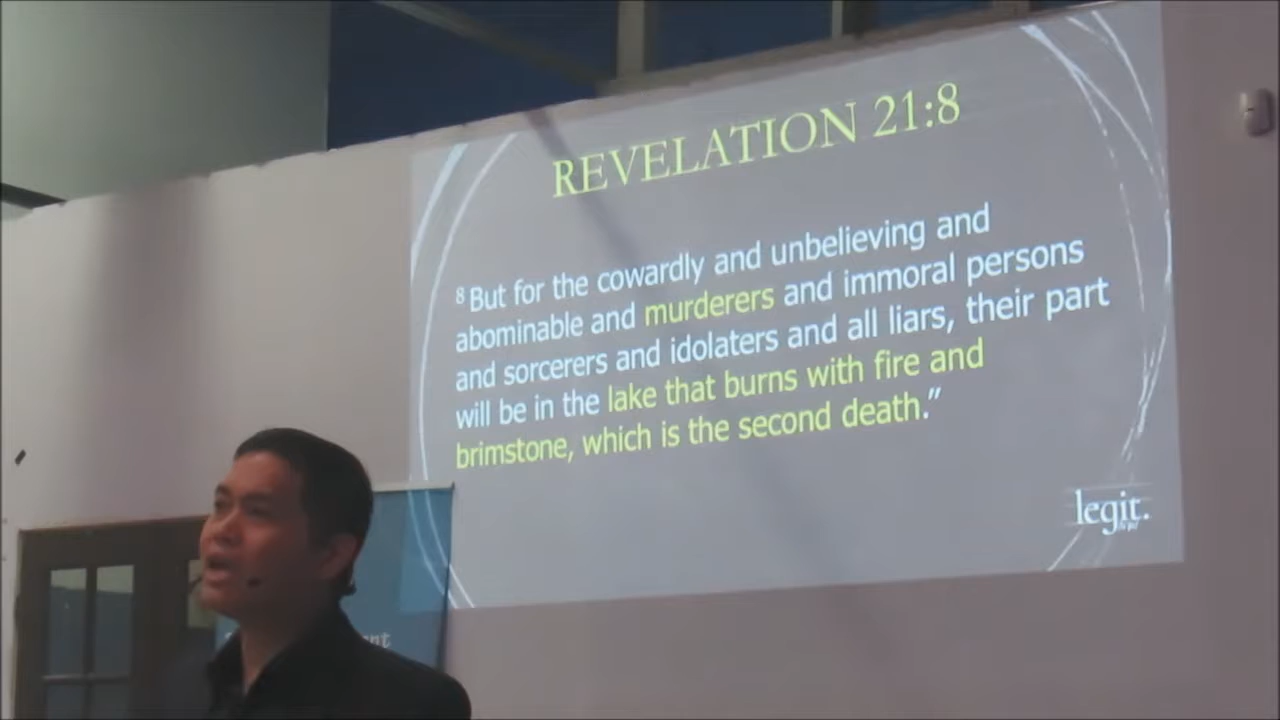 REVELATION 21:8
8 But for the cowardly and unbelieving and
abominable and murderers and immoral persons
and sorcerers and idolaters and all liars, their part
will be in the lake that burns with fire and
brimstone, which is the second death.”
legit.